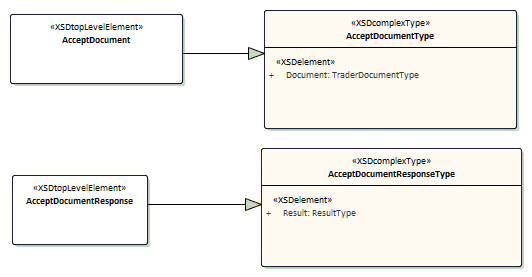 «XSDtopLevelElement»
AcceptDocument
«XSDcomplexType»
AcceptDocumentType
«XSDelement»
+ Document: TraderDocumentType
«XSDtopLevelElement»
AcceptDocumentResponse
«XSDcomplexType»
AcceptDocumentResponseType
«XSDelement»
+ Result: ResultType